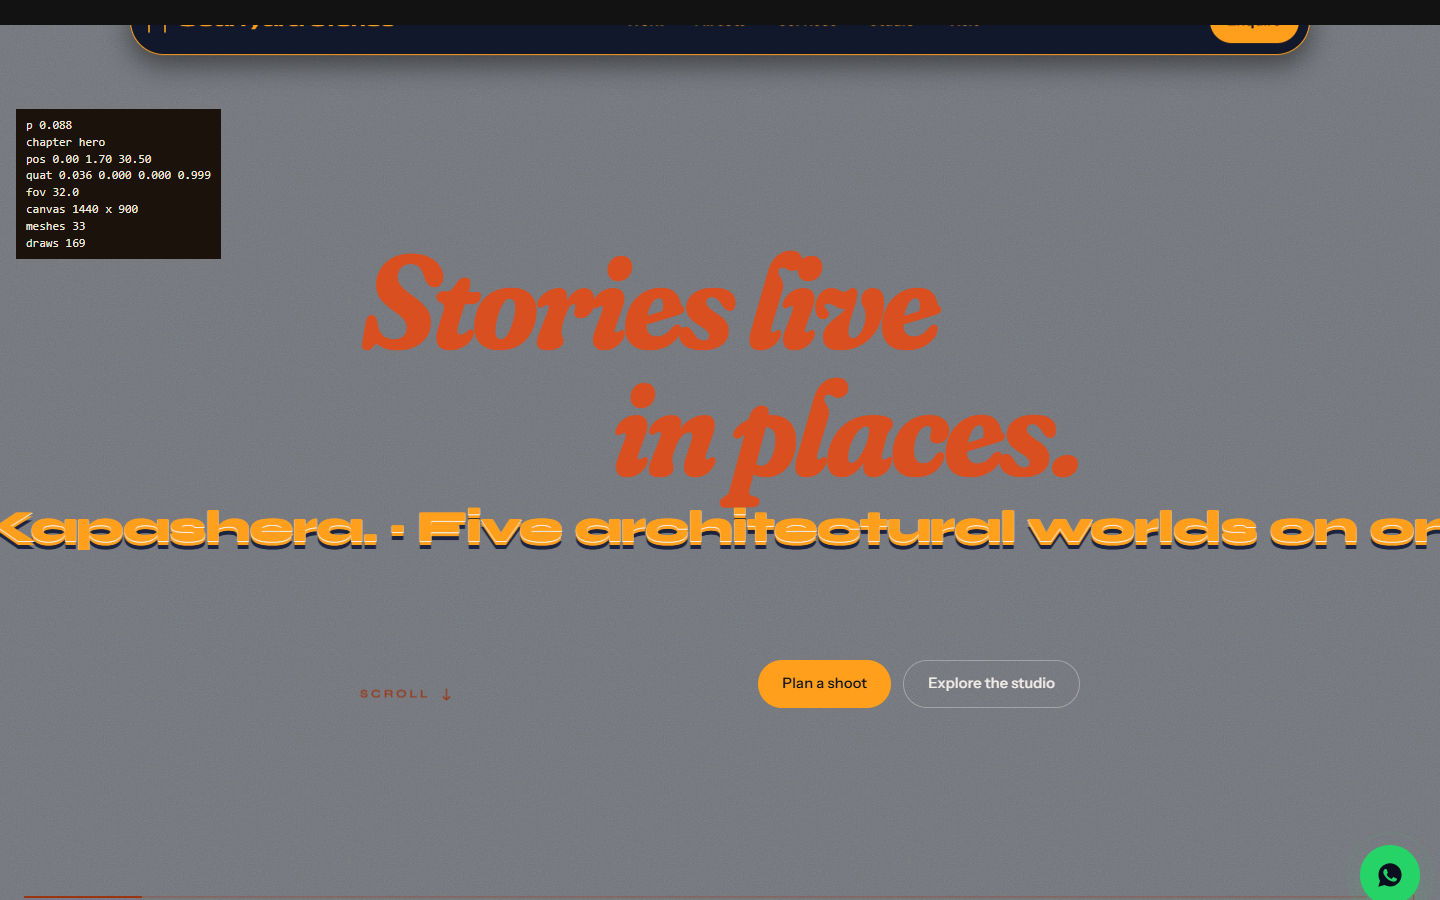 p 0.088
chapter hero
pos 0.00 1.70 30.50
quat 0.036 0.000 0.000 0.999
fov 32.0
canvas 1440 x 900
meshes 33
draws 169
Stories live
in places.
Kapashera. · Five architectural worlds on
SCROLL ↓
Plan a shoot
Explore the studio